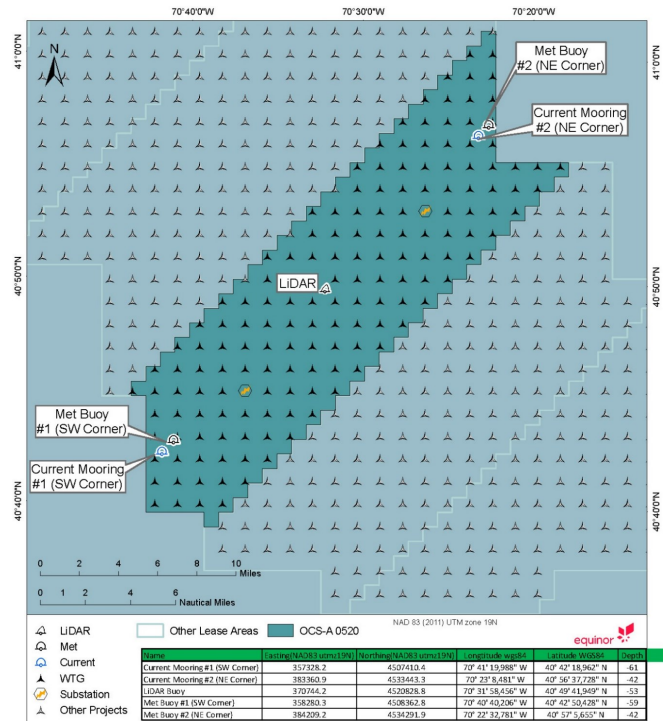 70°40'0"W 70°30'0"W 70°20'0"W
N
41°0'0"N
41°0'0"N
Met Buoy
#2 (NE Corner)
Current Mooring
#2 (NE Corner)
40°50'0"N
40°50'0"N
LiDAR
Met Buoy
#1 (SW Corner)
Current Mooring
#1 (SW Corner)
40°40'0"N
40°40'0"N
0 2 4 6 8 10
Miles
0 1 2 4 6
Nautical Miles
NAD 83 (2011) UTM zone 19N
LiDAR
Met
Current
WTG
Substation
Other Projects
Other Lease Areas
OCS-A 0520
equinor
Name Easting(NAD83 utmz19N) Northing(NAD83 utmz19N) Longtitude wgs84 Latitude WGS84 Depth
Current Mooring #1 (SW Corner) 357328.2 4507410.4 70° 41' 19,988" W 40° 42' 18,962" N -61
Current Mooring #2 (NE Corner) 383360.9 4533443.3 70° 23' 8,481" W 40° 56' 37,728" N -42
LiDAR Buoy 370744.2 4520828.8 70° 31' 58,456" W 40° 49' 41,949" N -53
Met Buoy #1 (SW Corner) 358280.3 4508362.8 70° 40' 40,206" W 40° 42' 50,428" N -59
Met Buoy #2 (NE Corner) 384209.2 4534291.9 70° 22' 32,781" W 40° 57' 5,655" N -42